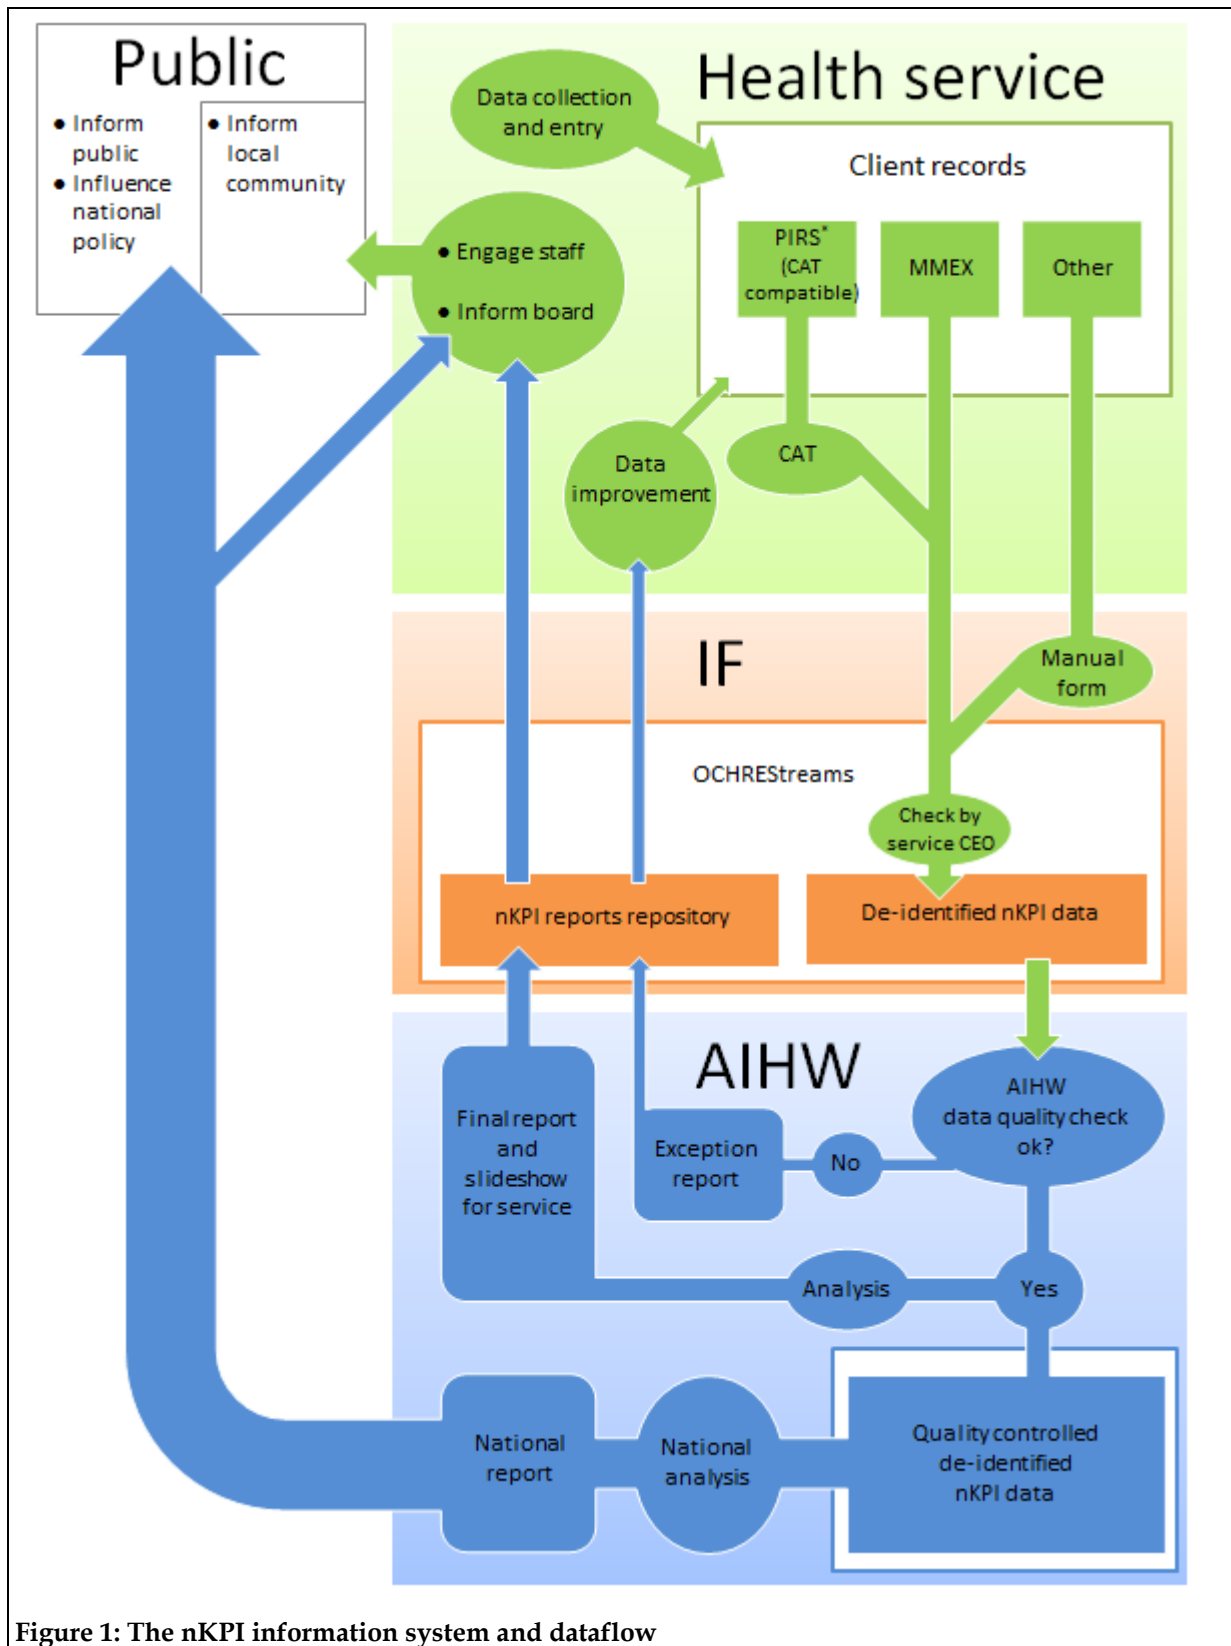 Public
● Inform
public
● Influence
national
policy
● Inform
local
community
Health service
Data collection
and entry
Client records
PIRS*
(CAT
compatible)
MMEX
Other
● Engage staff
● Inform board
CAT
Data
improvement
IF
Manual
form
OCHREStreams
Check by
service CEO
nKPI reports repository
De-identified nKPI data
AIHW
AIHW
data quality check
ok?
Final report
and
slideshow
for service
Exception
report
No
Analysis
Yes
National
report
National
analysis
Quality controlled
de-identified
nKPI data
Figure 1: The nKPI information system and dataflow